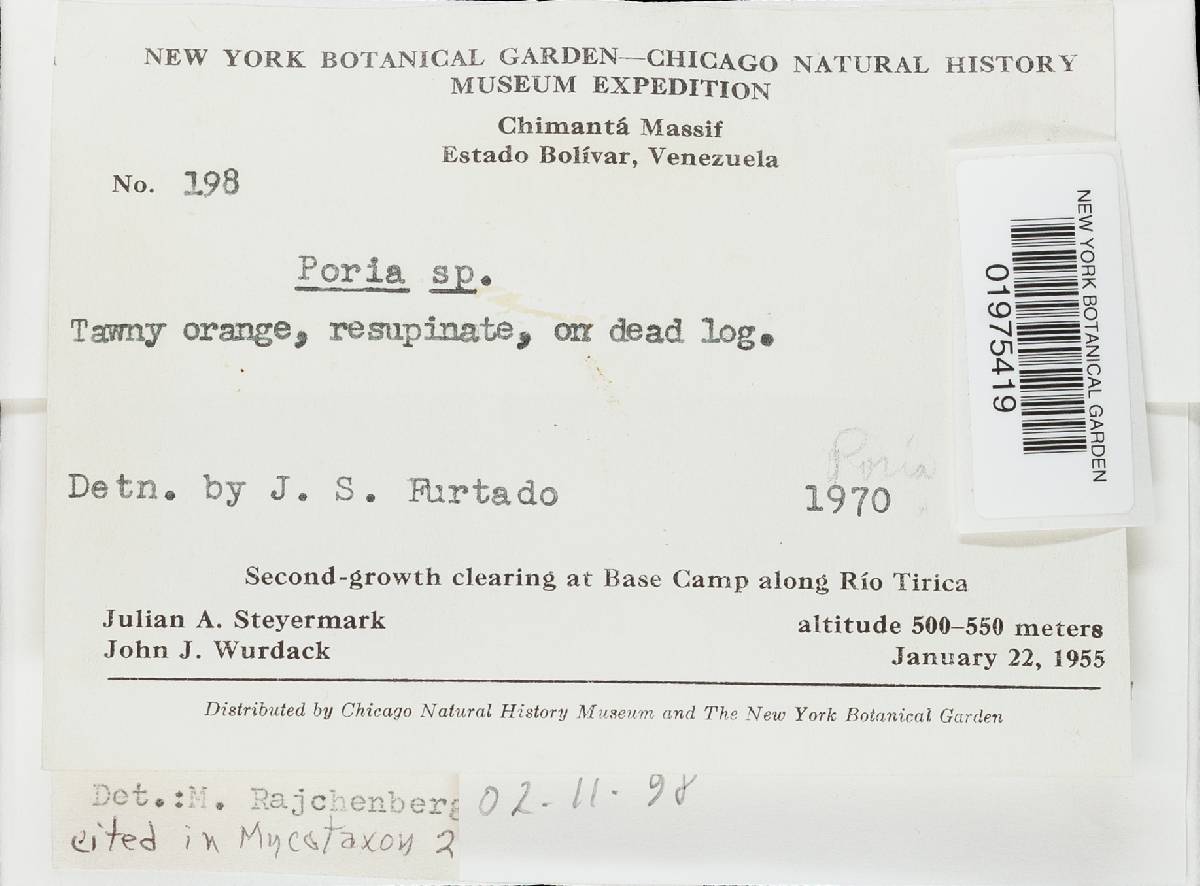 NEW YORK BOTANICAL GARDEN—CHICAGO NATURAL HISTORY
MUSEUM EXPEDITION
Chimantá Massif
Estado Bolívar, Venezuela
No. 198
Poria sp.
Tawny orange, resupinate, on dead log.
Poria
Detn. by J. S. Furtado 1970
Second-growth clearing at Base Camp along Río Tirica
Julian A. Steyermark altitude 500–550 meters
John J. Wurdack January 22, 1955
Distributed by Chicago Natural History Museum and The New York Botanical Garden
NEW YORK BOTANICAL GARDEN
01975419
Det.:M. Rajchenberg 02-11-98
cited in Mycotaxon 2